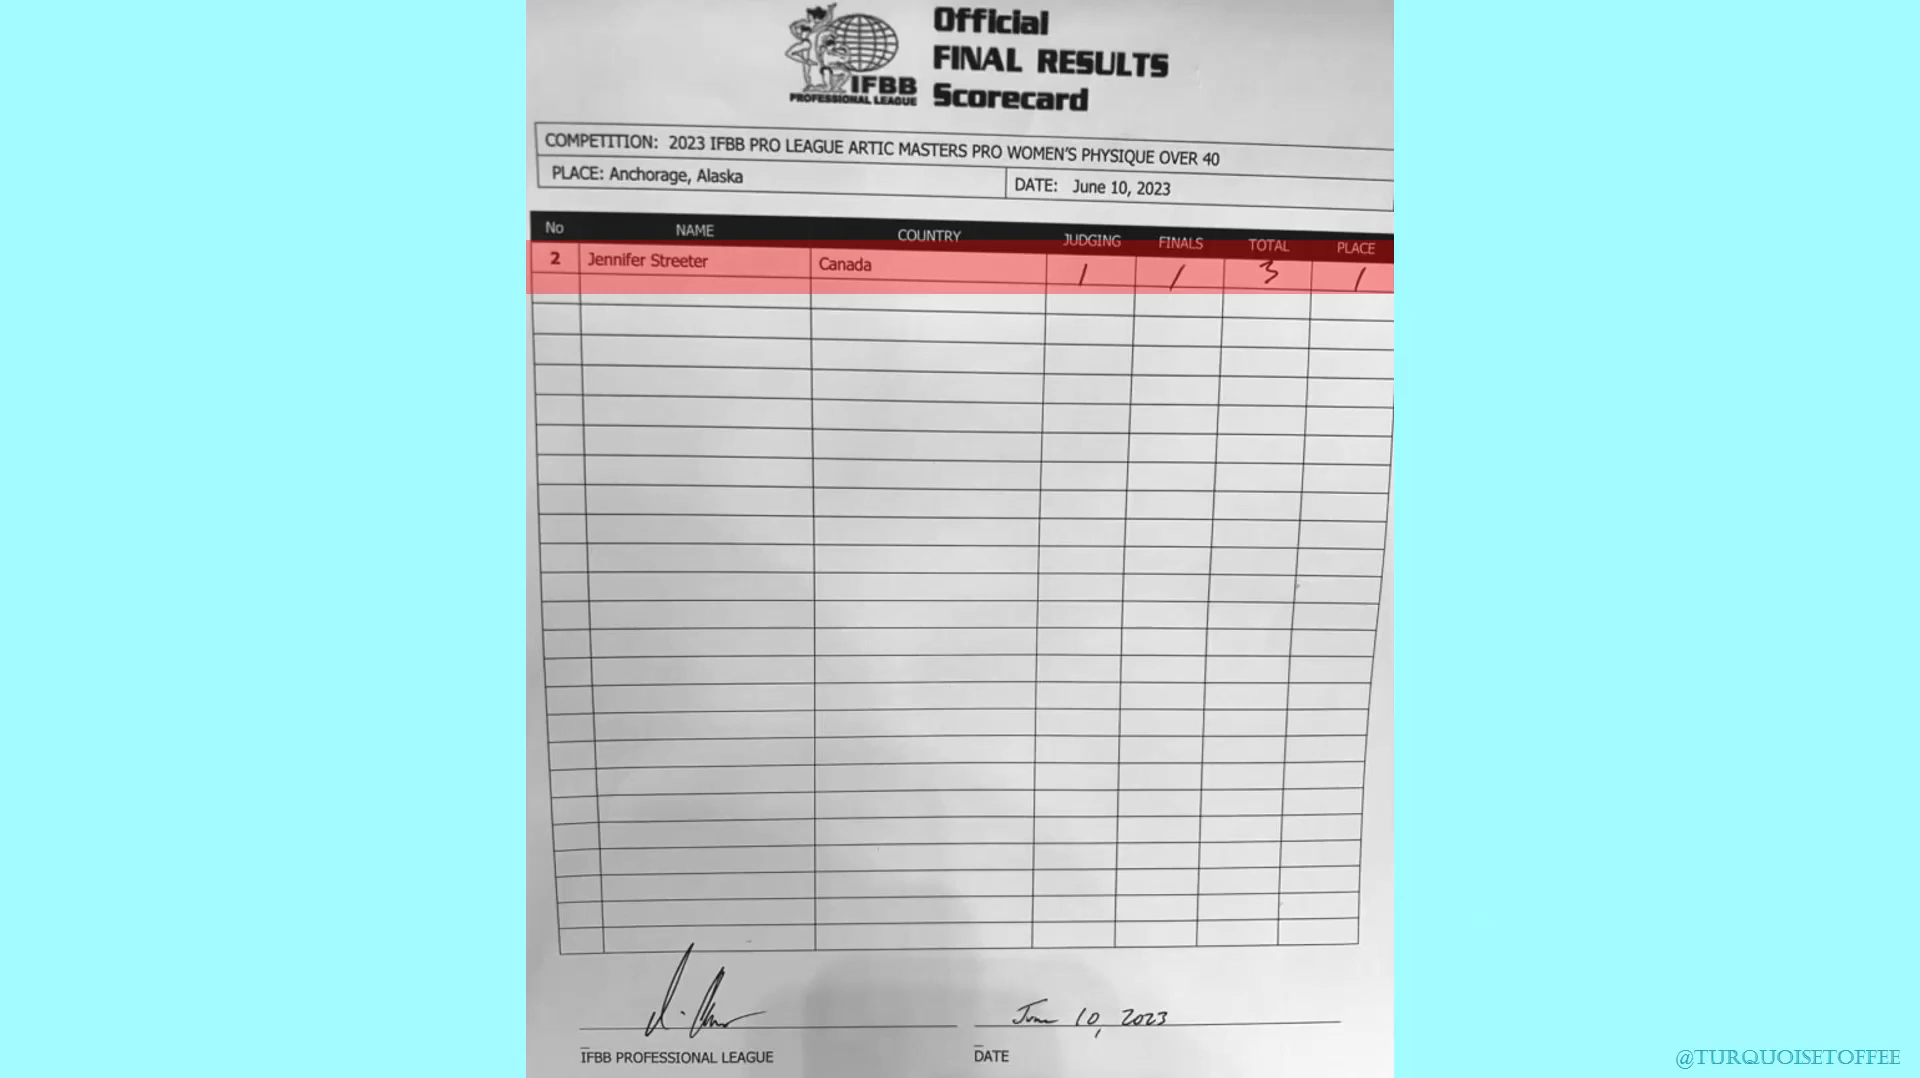 IFBB
PROFESSIONAL LEAGUE
Official
FINAL RESULTS
Scorecard
COMPETITION: 2023 IFBB PRO LEAGUE ARTIC MASTERS PRO WOMEN'S PHYSIQUE OVER 40
PLACE: Anchorage, Alaska DATE: June 10, 2023
No NAME COUNTRY JUDGING FINALS TOTAL PLACE
2 Jennifer Streeter Canada 1 1 3 1
June 10, 2023
IFBB PROFESSIONAL LEAGUE DATE
@TURQUOISETOFFEE